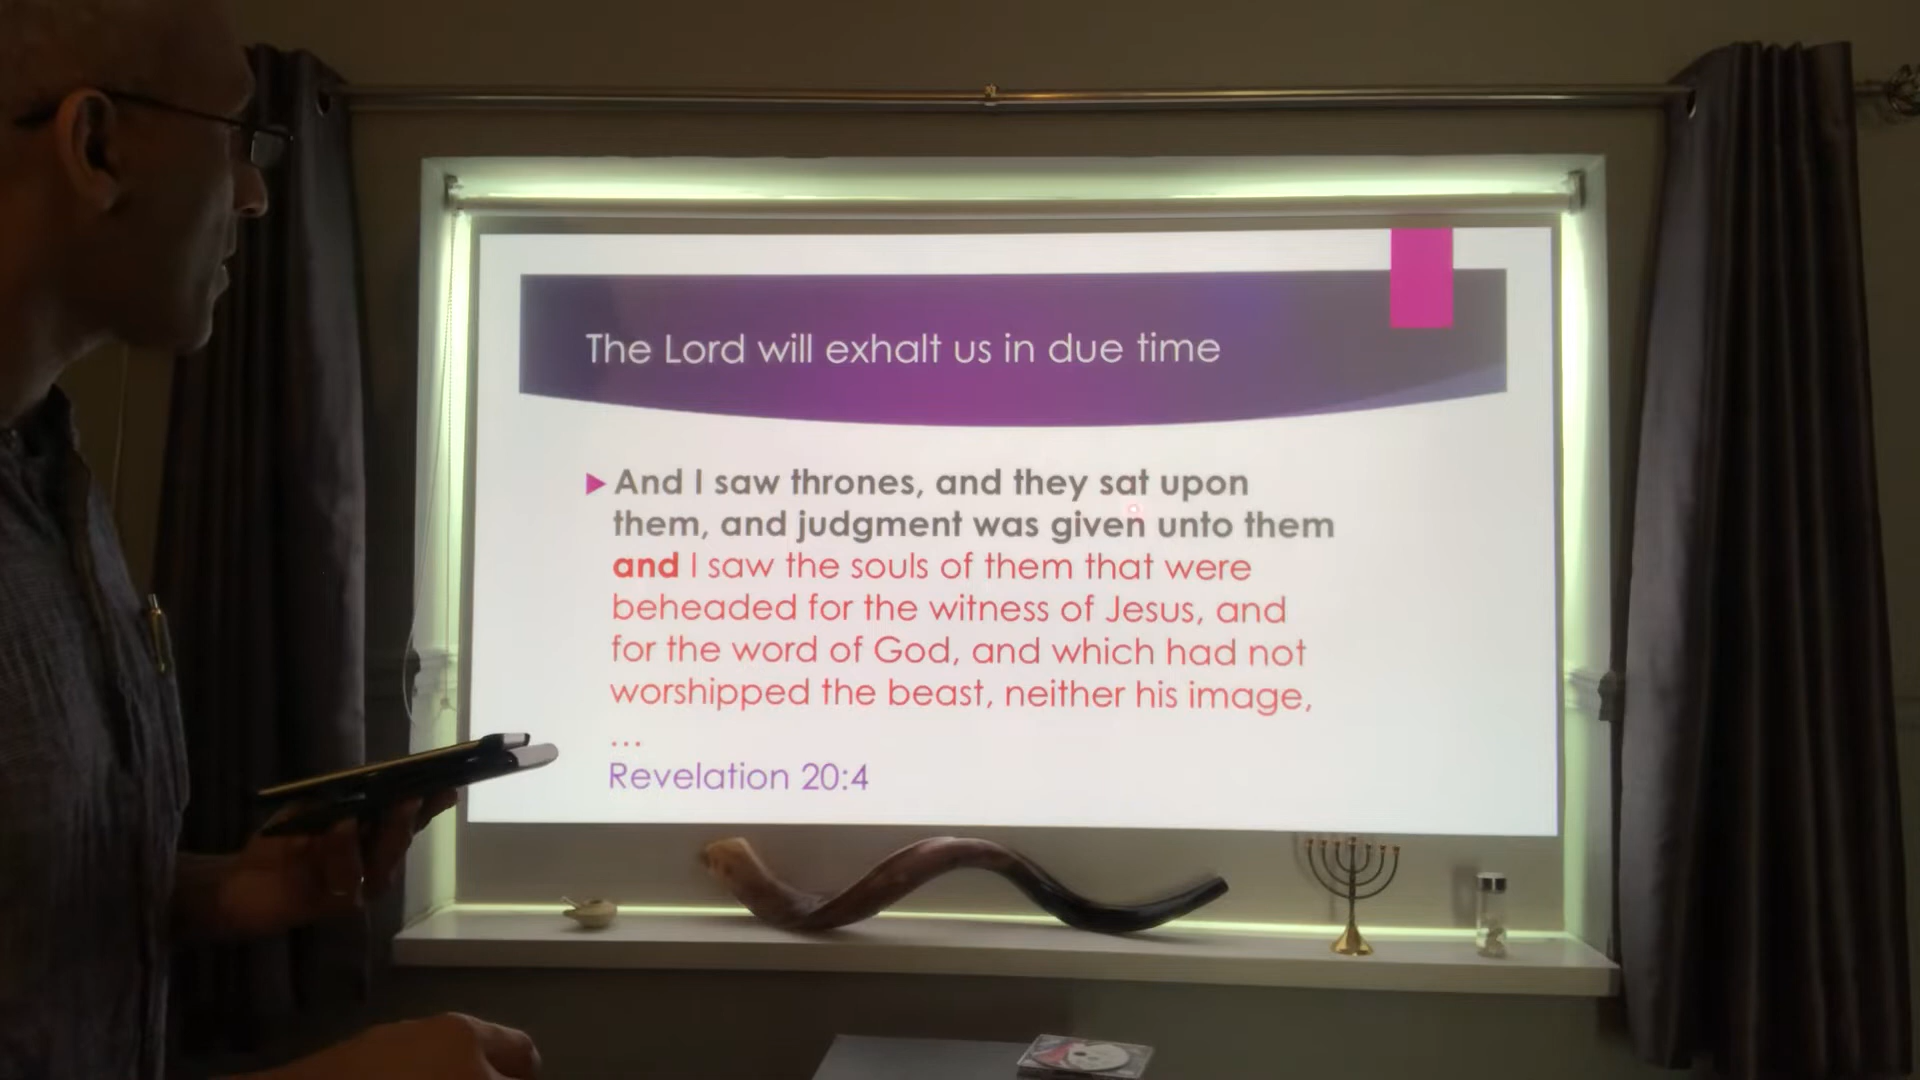 The Lord will exhalt us in due time
And I saw thrones, and they sat upon
them, and judgment was given unto them
and I saw the souls of them that were
beheaded for the witness of Jesus, and
for the word of God, and which had not
worshipped the beast, neither his image,
...
Revelation 20:4